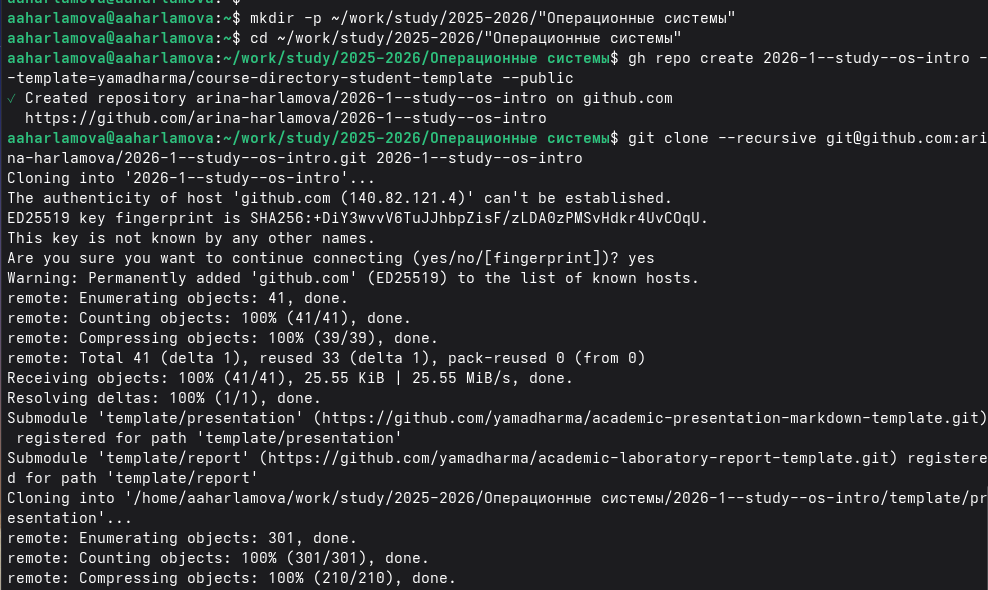 aaharlamova@aaharlamova:~$ mkdir -p ~/work/study/2025-2026/"Операционные системы"
aaharlamova@aaharlamova:~$ cd ~/work/study/2025-2026/"Операционные системы"
aaharlamova@aaharlamova:~/work/study/2025-2026/Операционные системы$ gh repo create 2026-1--study--os-intro -
-template=yamadharma/course-directory-student-template --public
✓ Created repository arina-harlamova/2026-1--study--os-intro on github.com
  https://github.com/arina-harlamova/2026-1--study--os-intro
aaharlamova@aaharlamova:~/work/study/2025-2026/Операционные системы$ git clone --recursive git@github.com:ari
na-harlamova/2026-1--study--os-intro.git 2026-1--study--os-intro
Cloning into '2026-1--study--os-intro'...
The authenticity of host 'github.com (140.82.121.4)' can't be established.
ED25519 key fingerprint is SHA256:+DiY3wvvV6TuJJhbpZisF/zLDA0zPMSvHdkr4UvCOqU.
This key is not known by any other names.
Are you sure you want to continue connecting (yes/no/[fingerprint])? yes
Warning: Permanently added 'github.com' (ED25519) to the list of known hosts.
remote: Enumerating objects: 41, done.
remote: Counting objects: 100% (41/41), done.
remote: Compressing objects: 100% (39/39), done.
remote: Total 41 (delta 1), reused 33 (delta 1), pack-reused 0 (from 0)
Receiving objects: 100% (41/41), 25.55 KiB | 25.55 MiB/s, done.
Resolving deltas: 100% (1/1), done.
Submodule 'template/presentation' (https://github.com/yamadharma/academic-presentation-markdown-template.git)
 registered for path 'template/presentation'
Submodule 'template/report' (https://github.com/yamadharma/academic-laboratory-report-template.git) registere
d for path 'template/report'
Cloning into '/home/aaharlamova/work/study/2025-2026/Операционные системы/2026-1--study--os-intro/template/pr
esentation'...
remote: Enumerating objects: 301, done.
remote: Counting objects: 100% (301/301), done.
remote: Compressing objects: 100% (210/210), done.